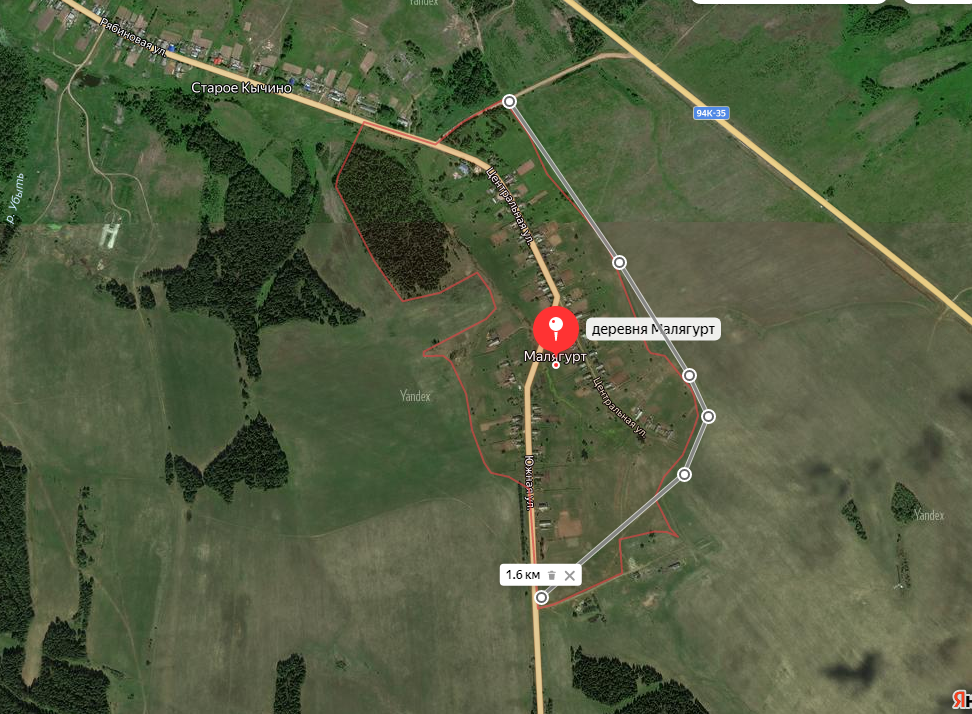 Yandex
Рябиновая ул.
Старое Кычино
94К-35
р. Убыть
Центральная ул.
деревня Малягурт
Малягурт
Yandex
Центральная ул.
Южная ул.
Yandex
1.6 км